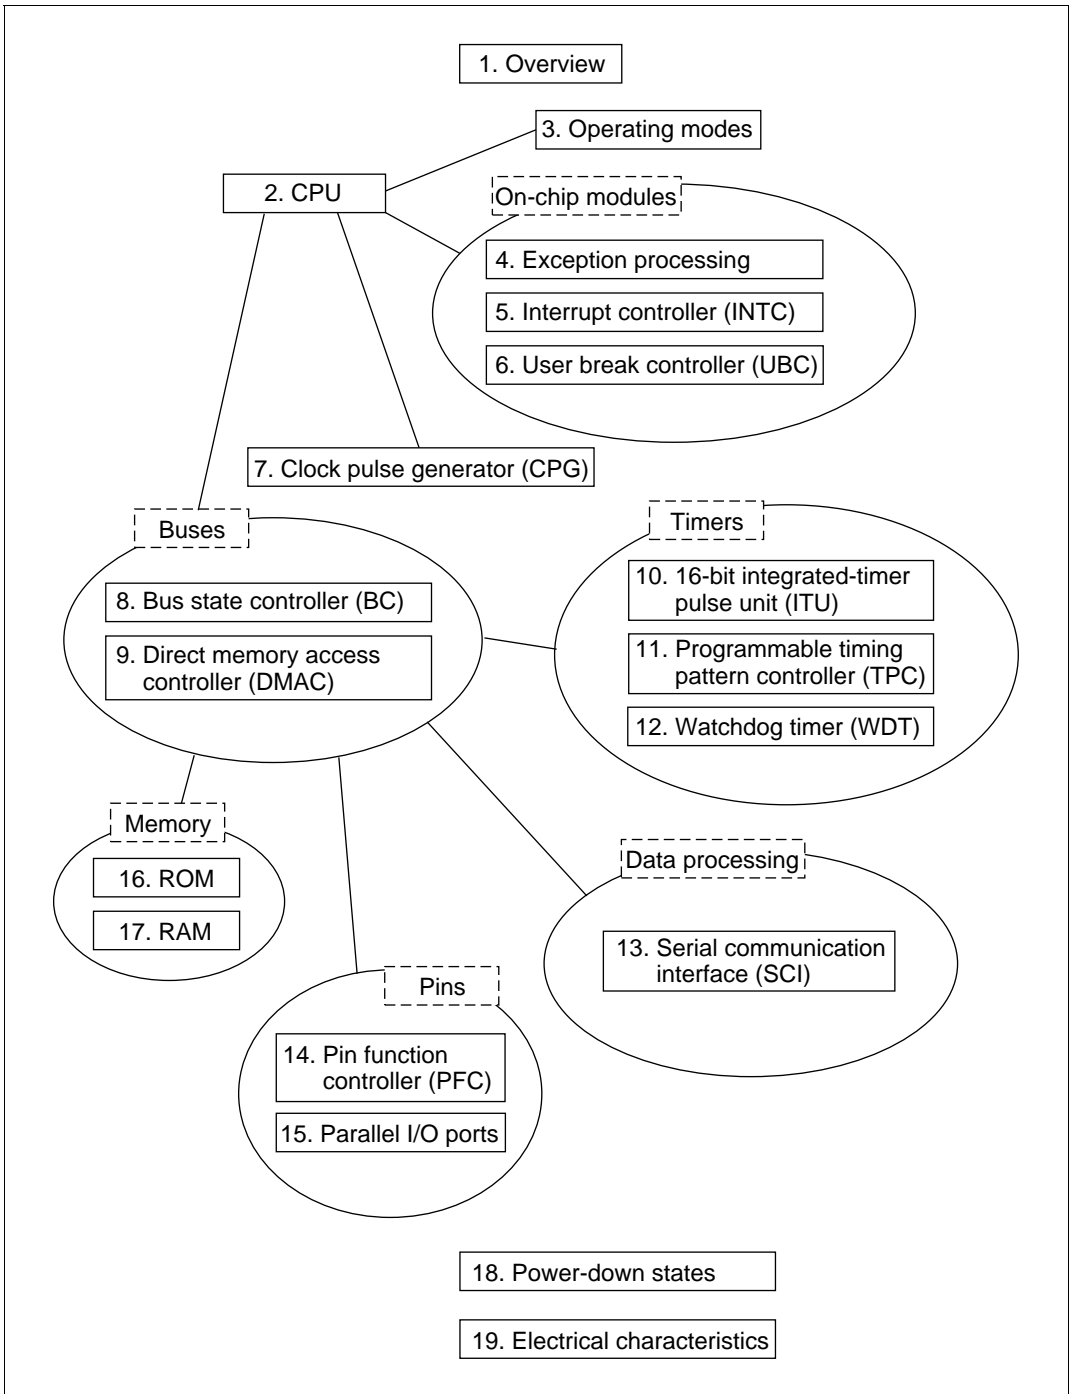 1. Overview
3. Operating modes
2. CPU
On-chip modules
4. Exception processing
5. Interrupt controller (INTC)
6. User break controller (UBC)
7. Clock pulse generator (CPG)
Buses
8. Bus state controller (BC)
9. Direct memory access
controller (DMAC)
Timers
10. 16-bit integrated-timer
pulse unit (ITU)
11. Programmable timing
pattern controller (TPC)
12. Watchdog timer (WDT)
Memory
16. ROM
17. RAM
Data processing
13. Serial communication
interface (SCI)
Pins
14. Pin function
controller (PFC)
15. Parallel I/O ports
18. Power-down states
19. Electrical characteristics